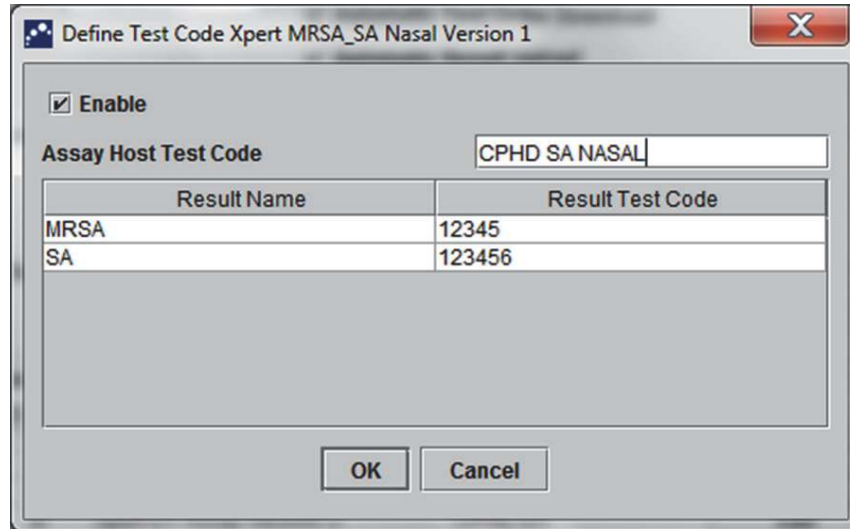 Define Test Code Xpert MRSA_SA Nasal Version 1
Enable
Assay Host Test Code CPHD SA NASAL
Result Name Result Test Code
MRSA 12345
SA 123456
OK Cancel